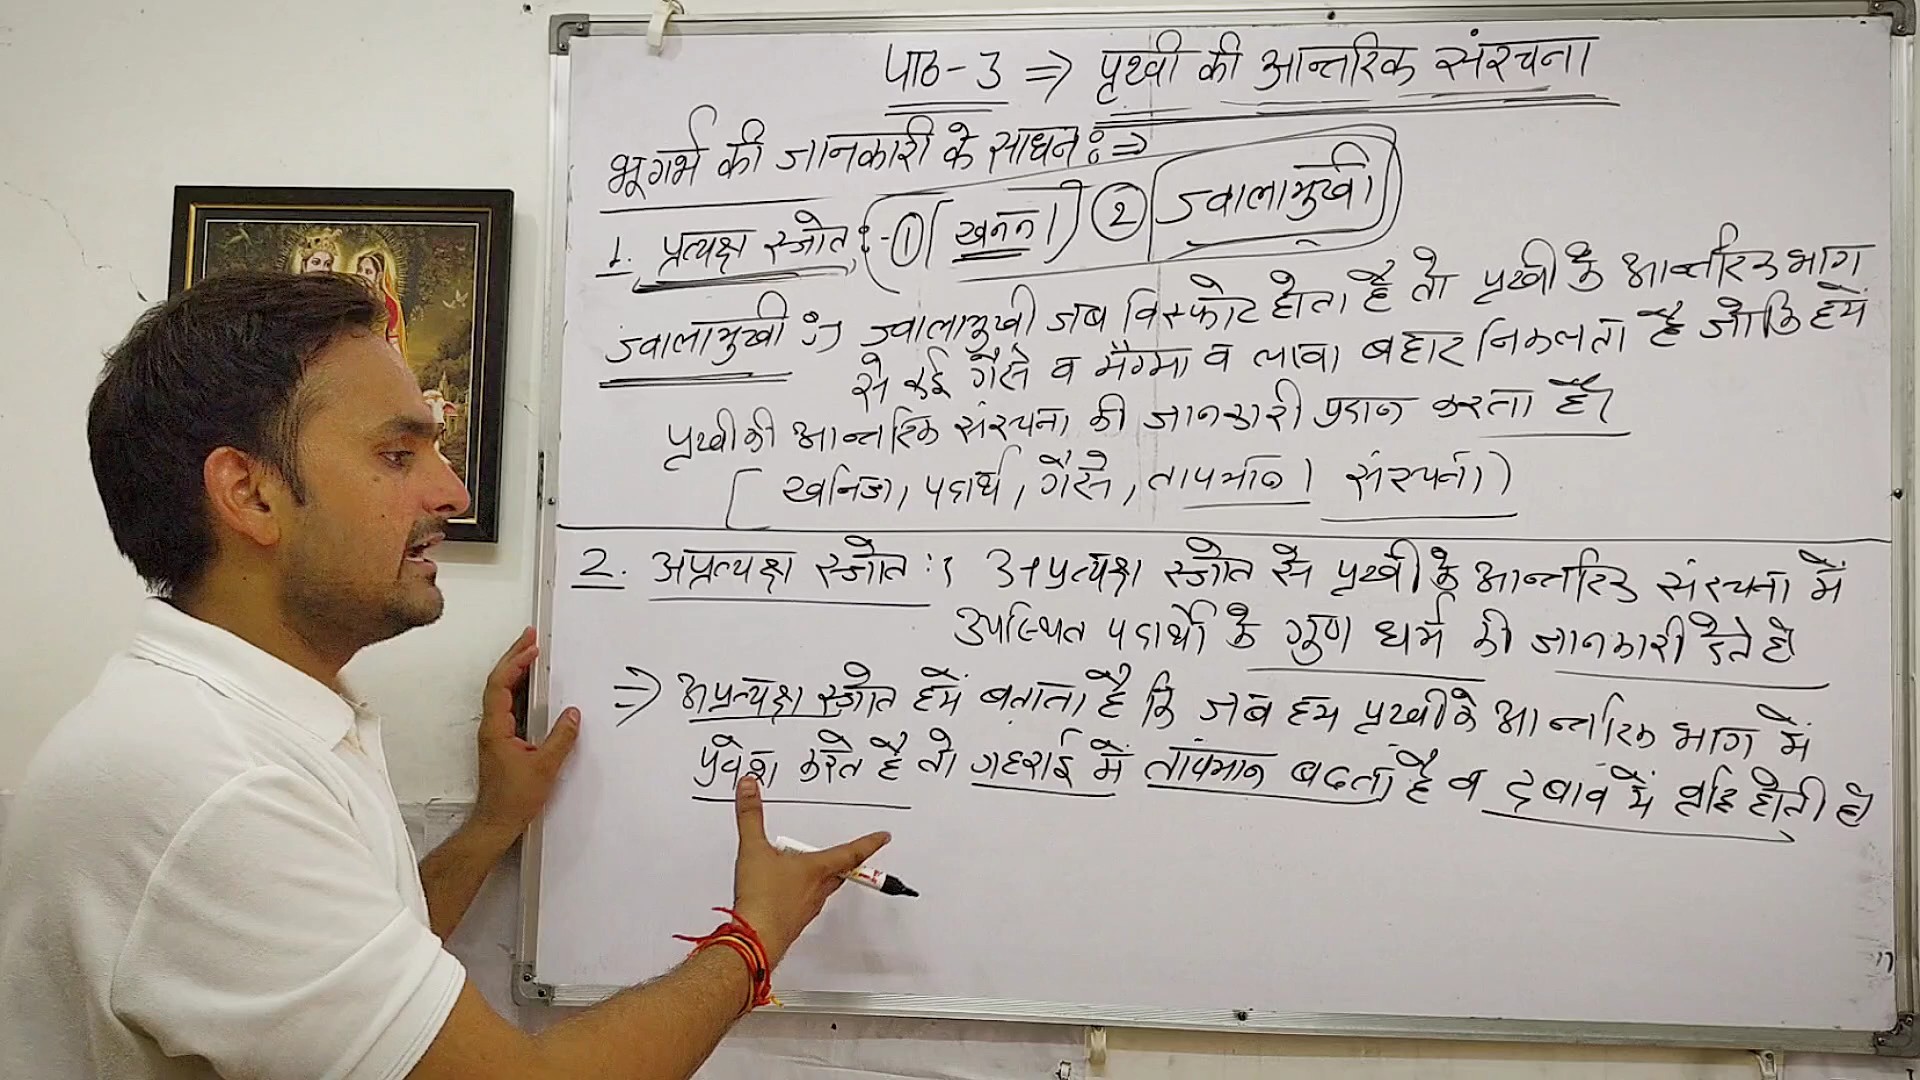 पाठ-3 ⇒ पृथ्वी की आन्तरिक संरचना
भूगर्भ की जानकारी के साधन :⇒
1. प्रत्यक्ष स्त्रोत :- ① खनन ② ज्वालामुखी
ज्वालामुखी :⇒ ज्वालामुखी जब विस्फोट होता है तो पृथ्वी के आन्तरिक भाग
से कई गैसे व मैग्मा व लावा बहार निकलता है जोकि हमें
पृथ्वी की आन्तरिक संरचना की जानकारी प्रदान करता है।
[ खनिज, पदार्थ, गैसे, तापमान। संरचना )
2. अप्रत्यक्ष स्त्रोत : अप्रत्यक्ष स्त्रोत पृथ्वी के आन्तरिक संरचना में
उपस्थित पदार्थो के गुण धर्म की जानकारी देते है
⇒ अप्रत्यक्ष स्त्रोत हमें बताता है कि जब हम पृथ्वी के आन्तरिक भाग में
प्रवेश करते है तो गहराई में तापमान बढता है व दबाव में होती है